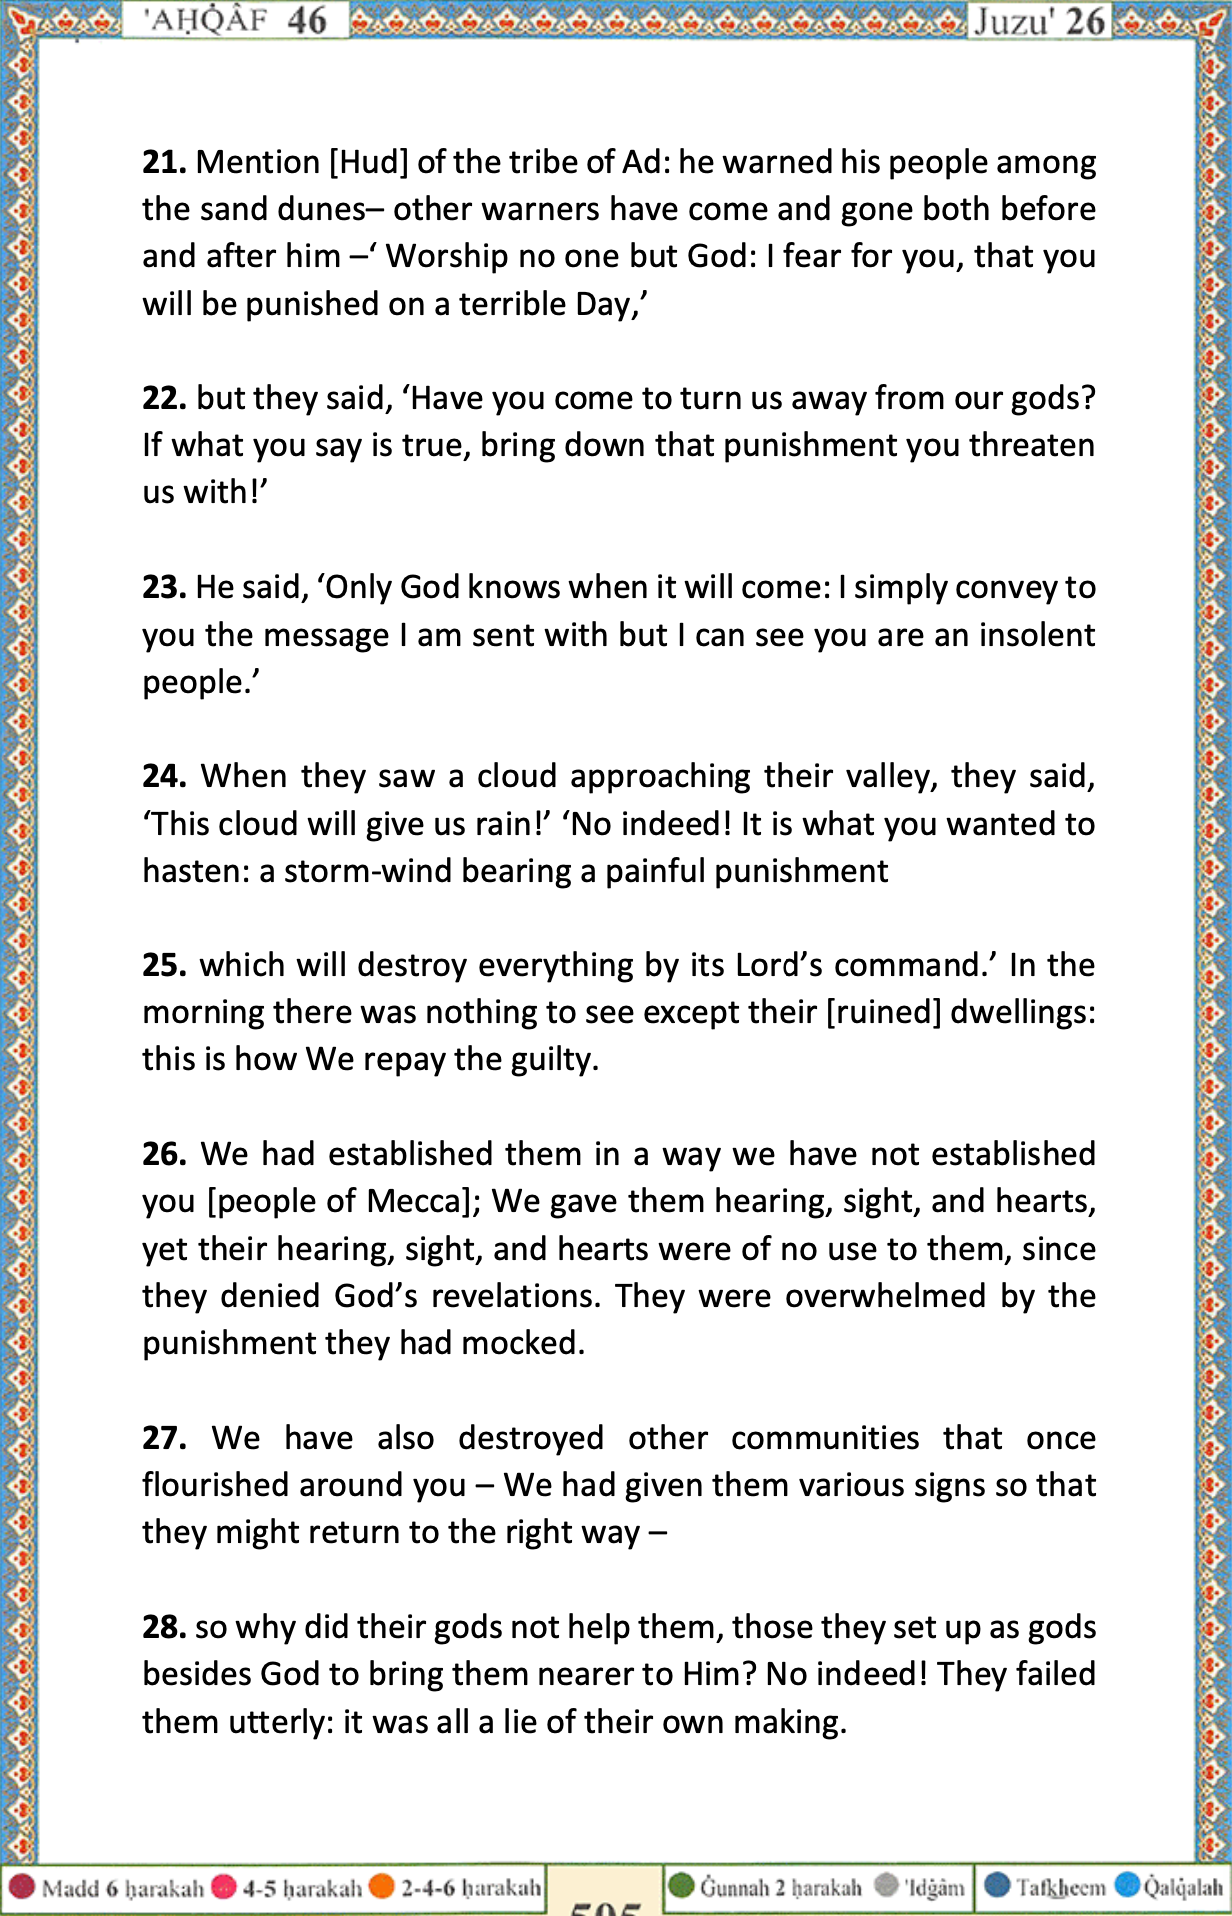 'AḤQ̇ÂF 46
Juzu' 26
21. Mention [Hud] of the tribe of Ad: he warned his people among
the sand dunes– other warners have come and gone both before
and after him –‘ Worship no one but God: I fear for you, that you
will be punished on a terrible Day,’
22. but they said, ‘Have you come to turn us away from our gods?
If what you say is true, bring down that punishment you threaten
us with!’
23. He said, ‘Only God knows when it will come: I simply convey to
you the message I am sent with but I can see you are an insolent
people.’
24. When they saw a cloud approaching their valley, they said,
‘This cloud will give us rain!’ ‘No indeed! It is what you wanted to
hasten: a storm-wind bearing a painful punishment
25. which will destroy everything by its Lord’s command.’ In the
morning there was nothing to see except their [ruined] dwellings:
this is how We repay the guilty.
26. We had established them in a way we have not established
you [people of Mecca]; We gave them hearing, sight, and hearts,
yet their hearing, sight, and hearts were of no use to them, since
they denied God’s revelations. They were overwhelmed by the
punishment they had mocked.
27. We have also destroyed other communities that once
flourished around you – We had given them various signs so that
they might return to the right way –
28. so why did their gods not help them, those they set up as gods
besides God to bring them nearer to Him? No indeed! They failed
them utterly: it was all a lie of their own making.
Madd 6 ḥarakah 4-5 ḥarakah 2-4-6 ḥarakah
Ġunnah 2 ḥarakah 'Idġâm Tafkheem Q̇alq̇alah